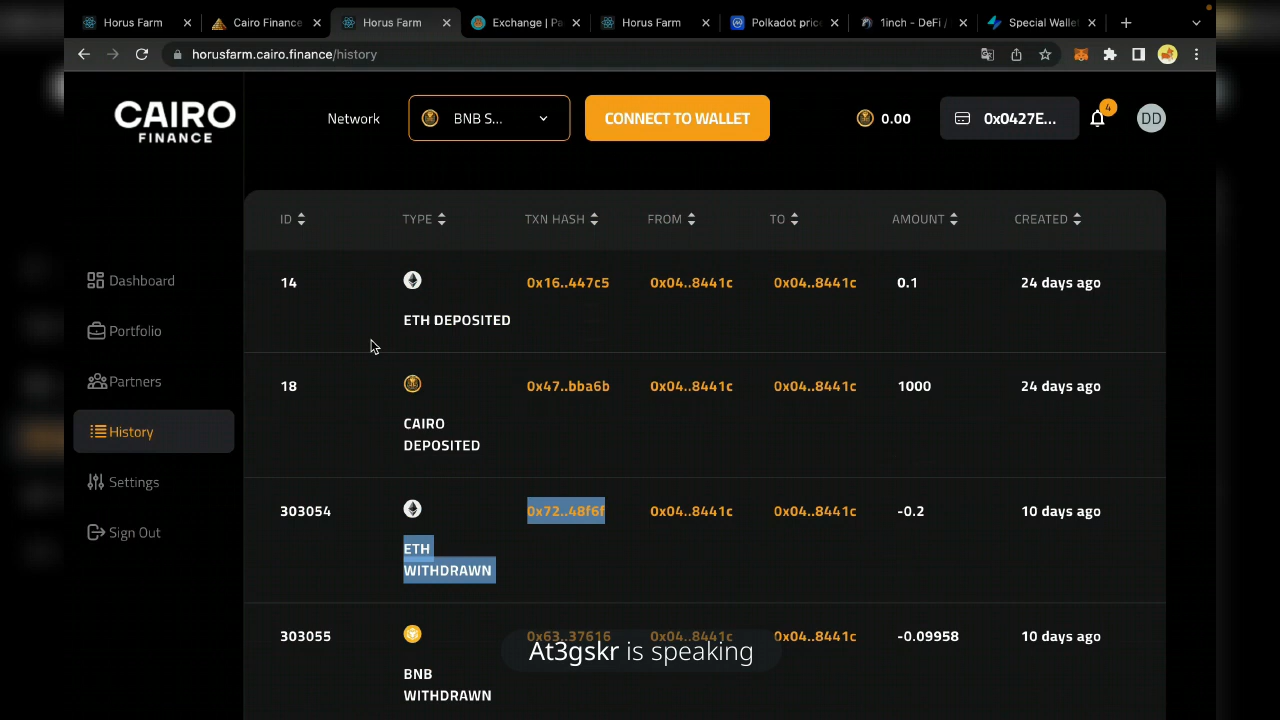 Horus Farm
Cairo Finance
Horus Farm
Exchange | Pa
Horus Farm
Polkadot pric
1inch - DeFi /
Special Walle
horusfarm.cairo.finance/history
CAIRO
FINANCE
Network
BNB S...
CONNECT TO WALLET
0.00
0x0427E...
4
DD
ID
TYPE
TXN HASH
FROM
TO
AMOUNT
CREATED
Dashboard
Portfolio
Partners
History
Settings
Sign Out
14
ETH DEPOSITED
0x16..447c5
0x04..8441c
0x04..8441c
0.1
24 days ago
18
CAIRO
DEPOSITED
0x47..bba6b
0x04..8441c
0x04..8441c
1000
24 days ago
303054
ETH
WITHDRAWN
0x72..48f6f
0x04..8441c
0x04..8441c
-0.2
10 days ago
303055
BNB
WITHDRAWN
0x63..37616
0x04..8441c
0x04..8441c
-0.09958
10 days ago
At3gskr is speaking